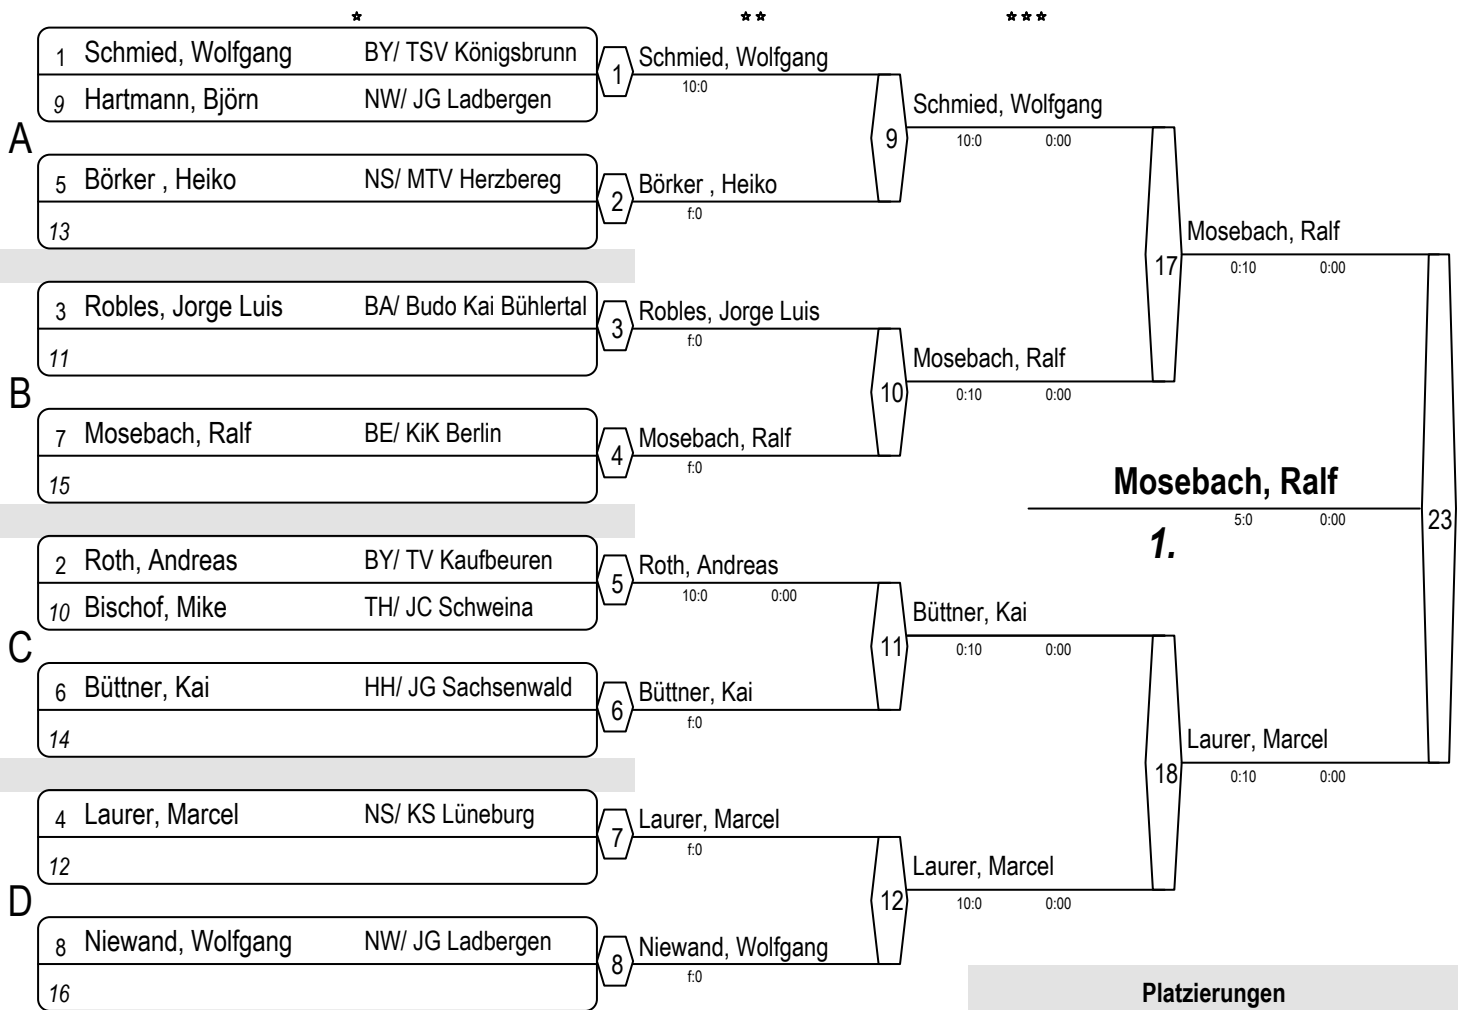 * ** ***
1 Schmied, Wolfgang BY/ TSV Königsbrunn
9 Hartmann, Björn NW/ JG Ladbergen
A
5 Börker , Heiko NS/ MTV Herzbereg
13
3 Robles, Jorge Luis BA/ Budo Kai Bühlertal
11
B
7 Mosebach, Ralf BE/ KiK Berlin
15
2 Roth, Andreas BY/ TV Kaufbeuren
10 Bischof, Mike TH/ JC Schweina
C
6 Büttner, Kai HH/ JG Sachsenwald
14
4 Laurer, Marcel NS/ KS Lüneburg
12
D
8 Niewand, Wolfgang NW/ JG Ladbergen
16
1 Schmied, Wolfgang
10:0
2 Börker , Heiko
f:0
3 Robles, Jorge Luis
f:0
4 Mosebach, Ralf
f:0
5 Roth, Andreas
10:0 0:00
6 Büttner, Kai
f:0
7 Laurer, Marcel
f:0
8 Niewand, Wolfgang
f:0
9 Schmied, Wolfgang
10:0 0:00
10 Mosebach, Ralf
0:10 0:00
11 Büttner, Kai
0:10 0:00
12 Laurer, Marcel
10:0 0:00
17 Mosebach, Ralf
0:10 0:00
18 Laurer, Marcel
0:10 0:00
Mosebach, Ralf
5:0 0:00
23
1.
Platzierungen